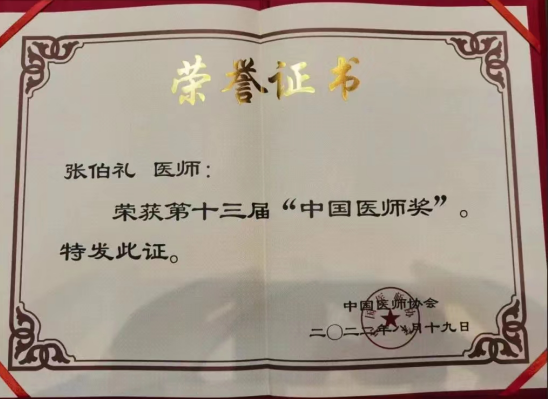 荣誉证书
张伯礼 医师：
荣获第十三届“中国医师奖”。
特发此证。
中国医师协会
二〇二二年八月十九日